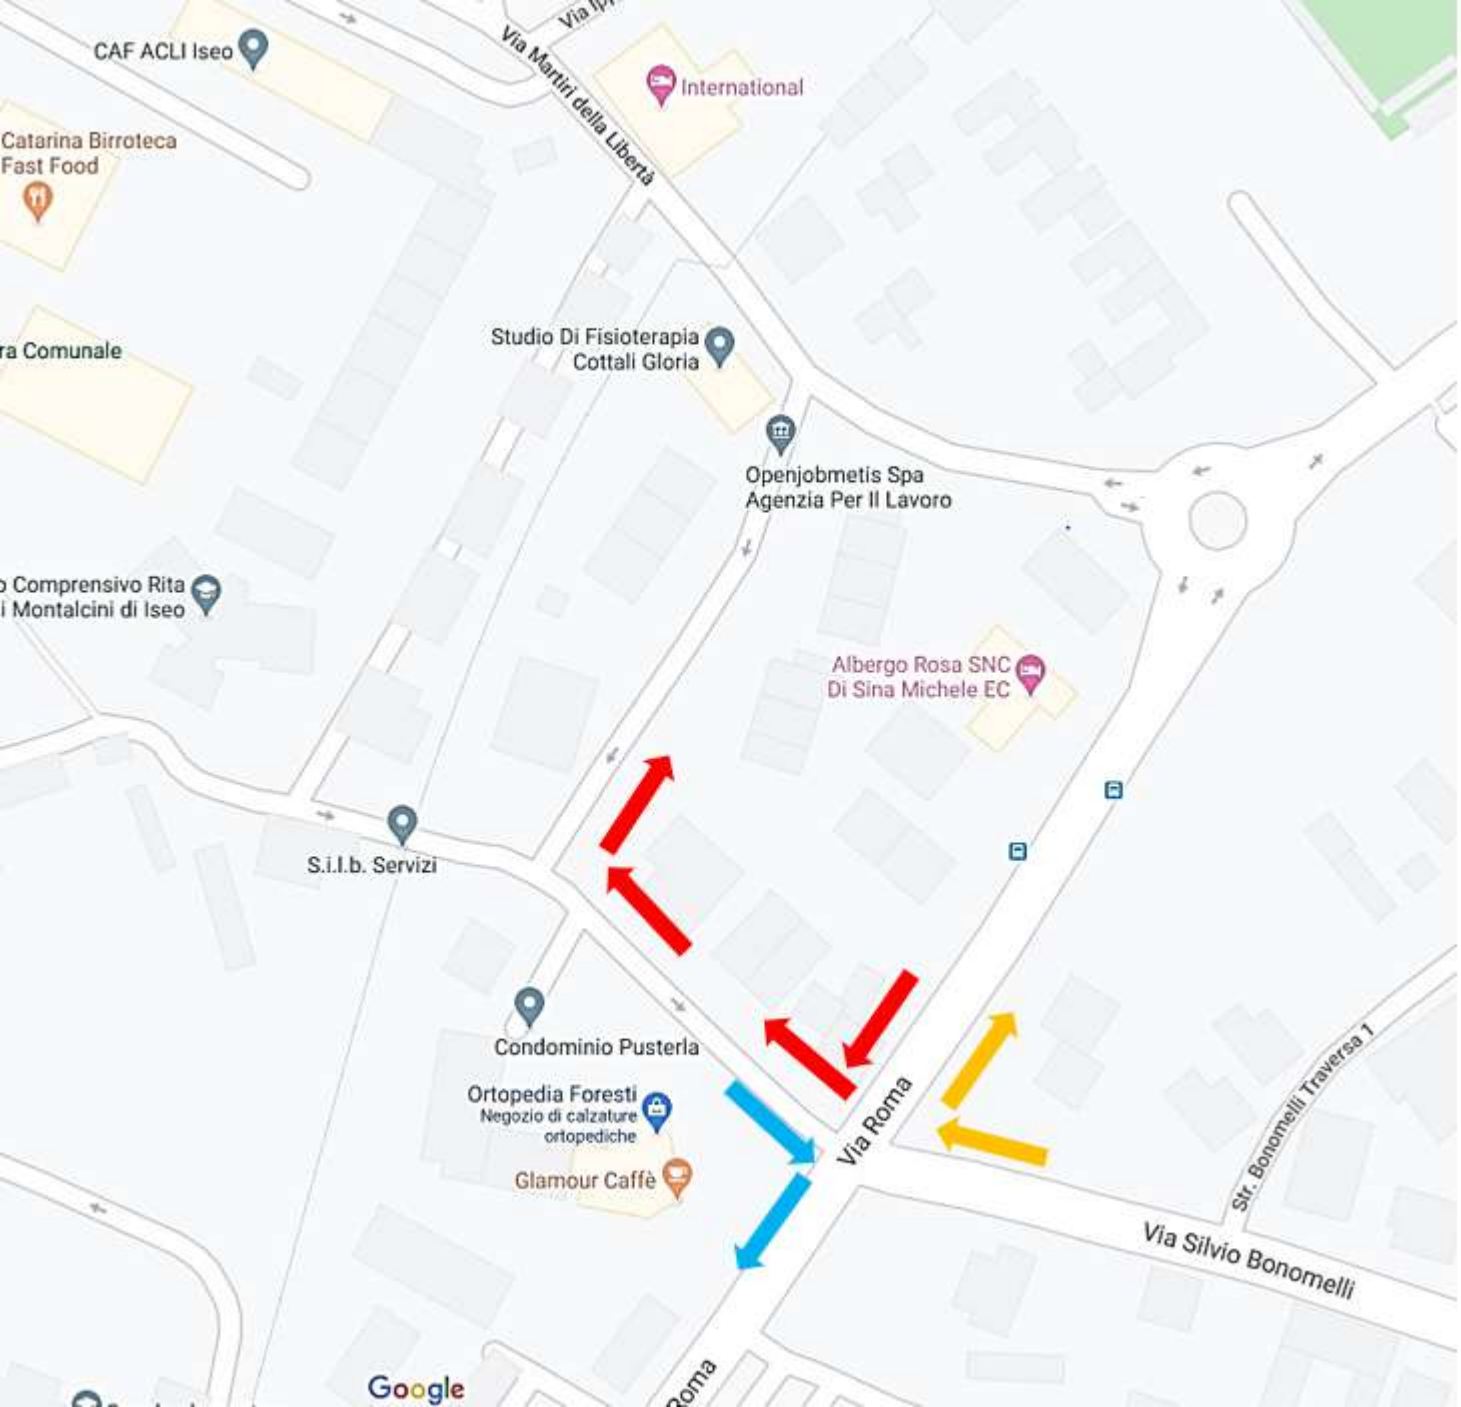 Via Ip
CAF ACLI Iseo
Via Martiri della Libertà
International
Catarina Birroteca
Fast Food
Studio Di Fisioterapia
Cottali Gloria
ra Comunale
Openjobmetis Spa
Agenzia Per Il Lavoro
o Comprensivo Rita
i Montalcini di Iseo
Albergo Rosa SNC
Di Sina Michele EC
S.i.l.b. Servizi
Condominio Pusterla
Ortopedia Foresti
Negozio di calzature
ortopediche
Glamour Caffè
Via Roma
Str. Bonomelli Traversa 1
Via Silvio Bonomelli
Google
Roma